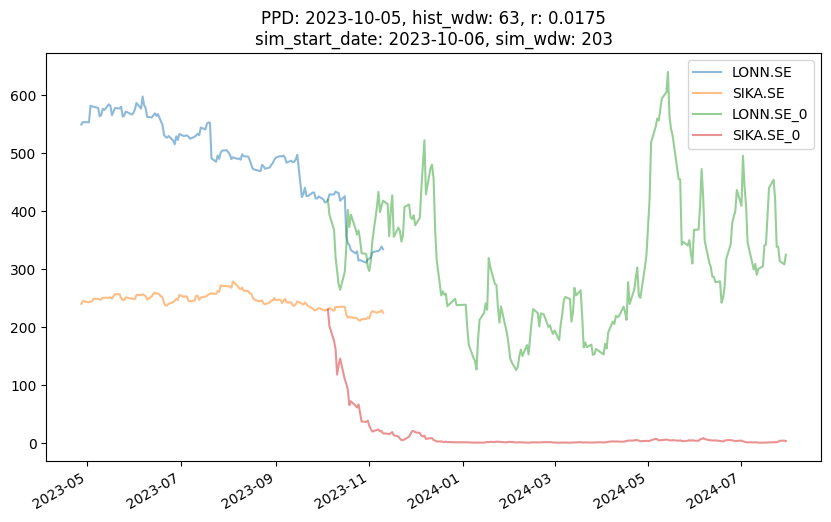 PPD: 2023-10-05, hist_wdw: 63, r: 0.0175
sim_start_date: 2023-10-06, sim_wdw: 203
LONN.SE
SIKA.SE
LONN.SE_0
SIKA.SE_0
600
500
400
300
200
100
0
2023-05
2023-07
2023-09
2023-11
2024-01
2024-03
2024-05
2024-07